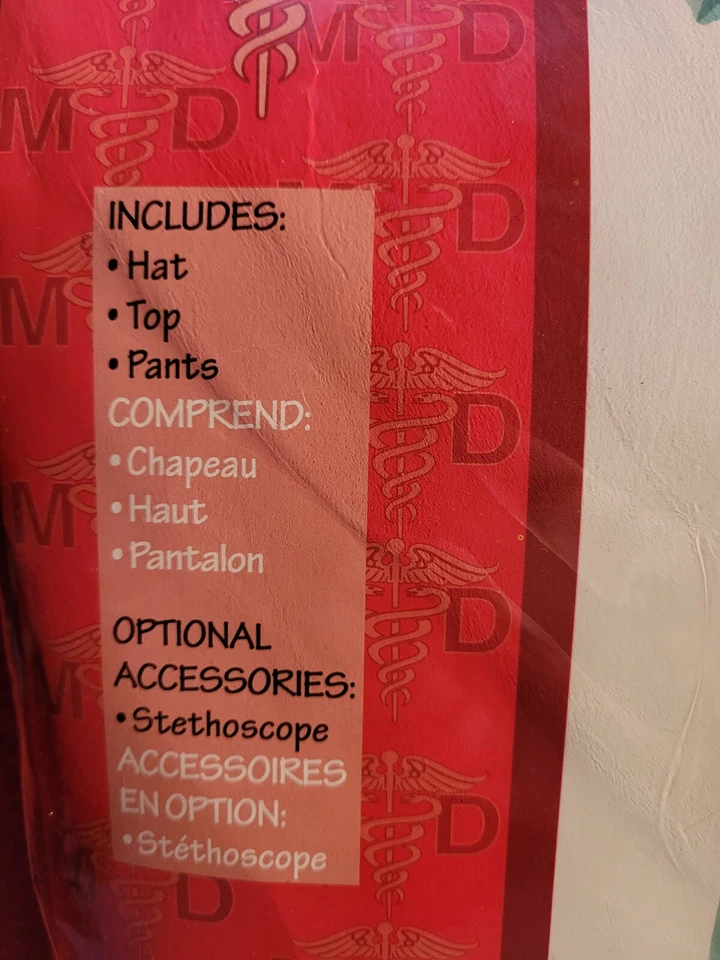 M D
M D
D
INCLUDES:
• Hat
• Top
• Pants
COMPREND:
• Chapeau
• Haut
• Pantalon
OPTIONAL
ACCESSORIES:
• Stethoscope
ACCESSOIRES
EN OPTION:
• Stéthoscope
M
D
M
D
M
D
M
D